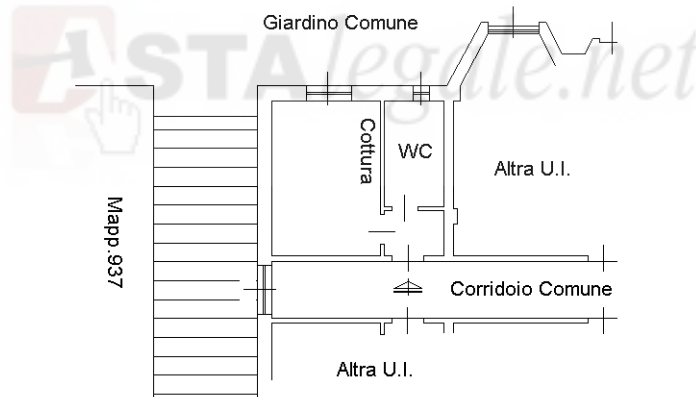 Giardino Comune
ASTAlegale.net
Cottura
WC
Altra U.I.
Mapp.937
Corridoio Comune
Altra U.I.